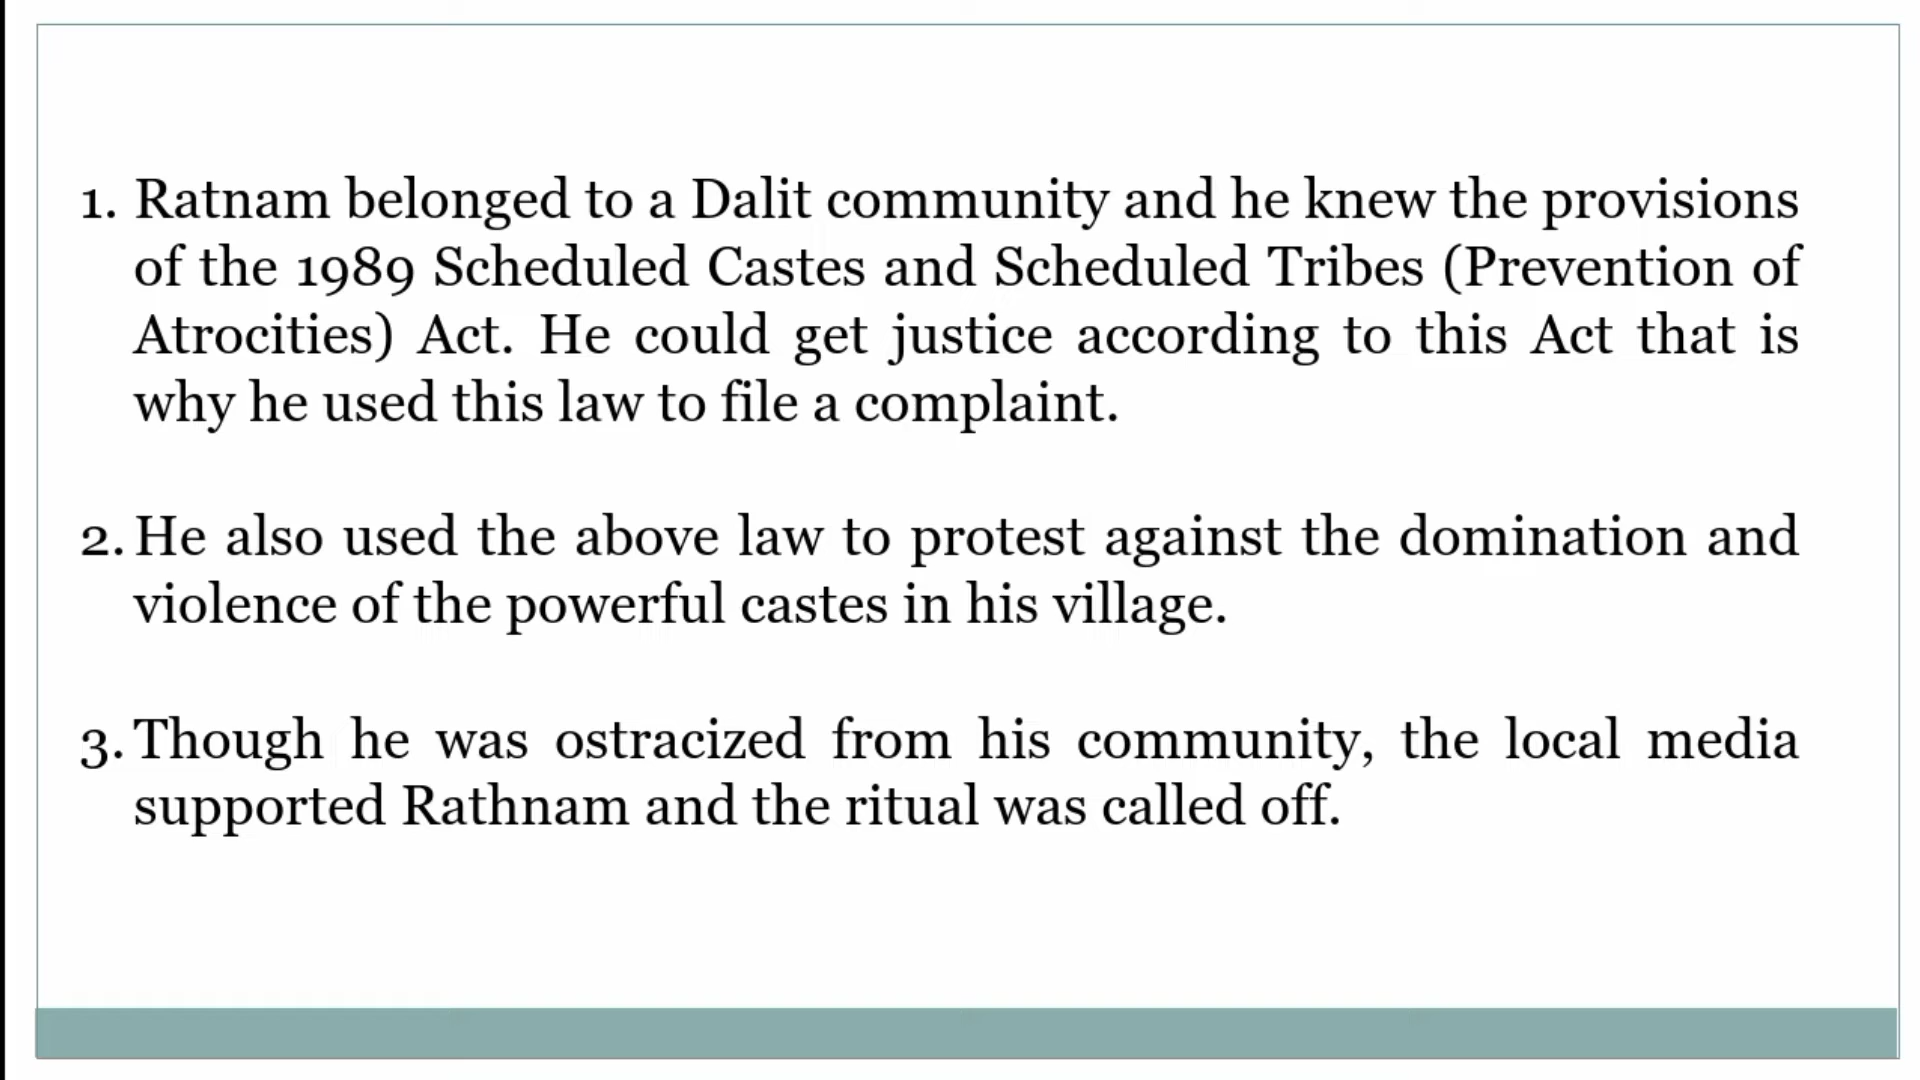 1. Ratnam belonged to a Dalit community and he knew the provisions
of the 1989 Scheduled Castes and Scheduled Tribes (Prevention of
Atrocities) Act. He could get justice according to this Act that is
why he used this law to file a complaint.
2. He also used the above law to protest against the domination and
violence of the powerful castes in his village.
3. Though he was ostracized from his community, the local media
supported Rathnam and the ritual was called off.